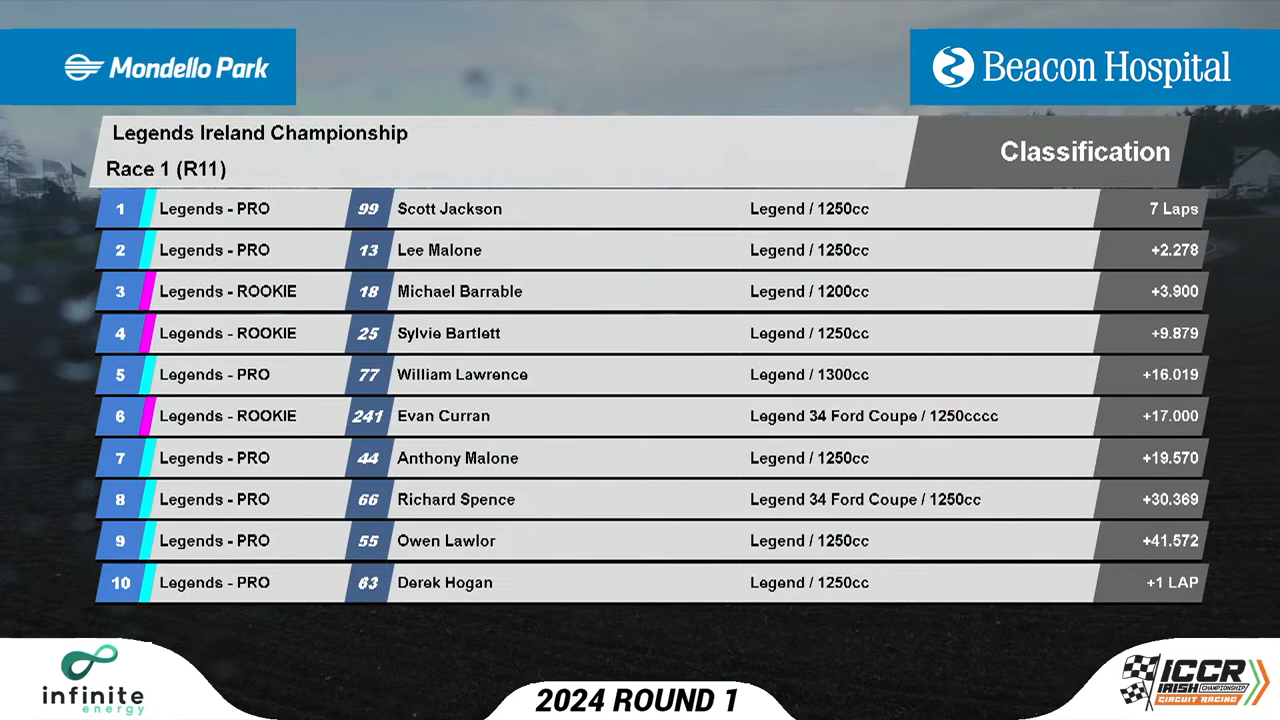 Mondello Park
Beacon Hospital
Legends Ireland Championship
Race 1 (R11)
Classification
1 Legends - PRO 99 Scott Jackson Legend / 1250cc 7 Laps
2 Legends - PRO 13 Lee Malone Legend / 1250cc +2.278
3 Legends - ROOKIE 18 Michael Barrable Legend / 1200cc +3.900
4 Legends - ROOKIE 25 Sylvie Bartlett Legend / 1250cc +9.879
5 Legends - PRO 77 William Lawrence Legend / 1300cc +16.019
6 Legends - ROOKIE 241 Evan Curran Legend 34 Ford Coupe / 1250cccc +17.000
7 Legends - PRO 44 Anthony Malone Legend / 1250cc +19.570
8 Legends - PRO 66 Richard Spence Legend 34 Ford Coupe / 1250cc +30.369
9 Legends - PRO 55 Owen Lawlor Legend / 1250cc +41.572
10 Legends - PRO 63 Derek Hogan Legend / 1250cc +1 LAP
infinite
energy
2024 ROUND 1
ICCR
IRISH CHAMPIONSHIP
CIRCUIT RACING